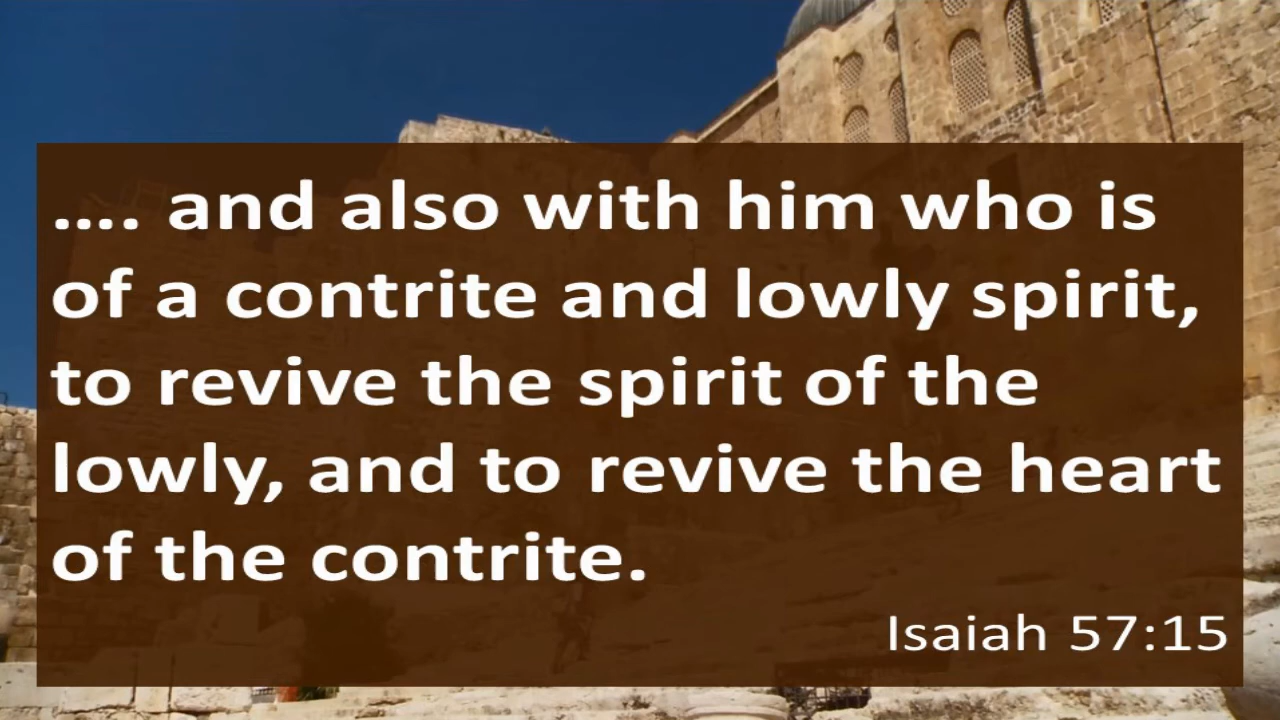 .... and also with him who is
of a contrite and lowly spirit,
to revive the spirit of the
lowly, and to revive the heart
of the contrite.
Isaiah 57:15